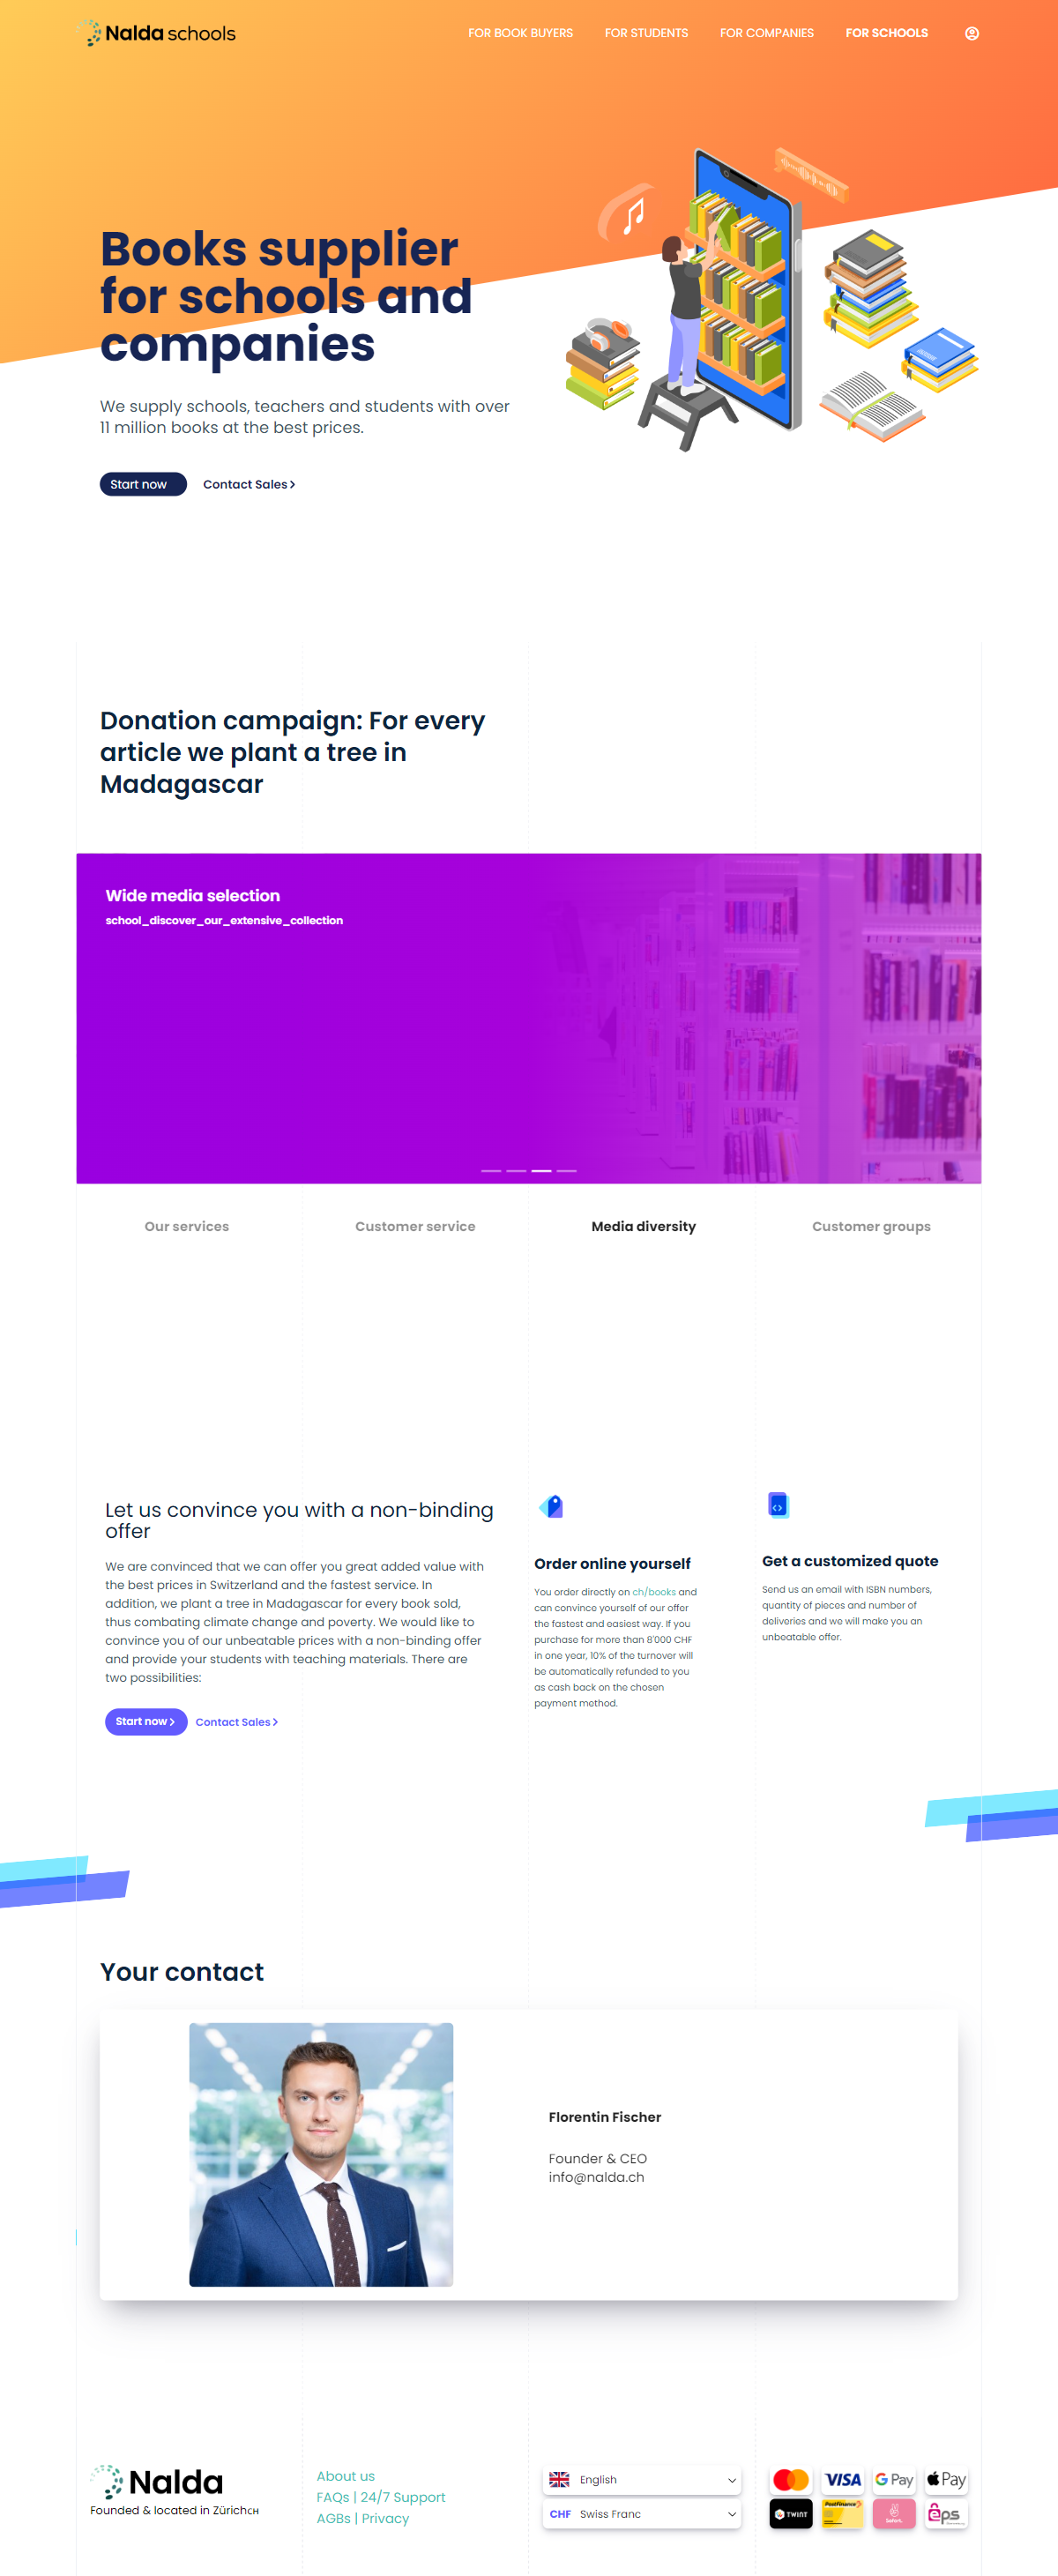 Nalda schools
FOR BOOK BUYERS
FOR STUDENTS
FOR COMPANIES
FOR SCHOOLS
Books supplier
for schools and
companies
We supply schools, teachers and students with over
11 million books at the best prices.
Start now
Contact Sales
Donation campaign: For every
article we plant a tree in
Madagascar
Wide media selection
school_discover_our_extensive_collection
Our services
Customer service
Media diversity
Customer groups
Let us convince you with a non-binding
offer
We are convinced that we can offer you great added value with
the best prices in Switzerland and the fastest service. In
addition, we plant a tree in Madagascar for every book sold,
thus combating climate change and poverty. We would like to
convince you of our unbeatable prices with a non-binding offer
and provide your students with teaching materials. There are
two possibilities:
Start now
Contact Sales
Order online yourself
You order directly on ch/books and
can convince yourself of our offer
the fastest and easiest way. If you
purchase for more than 8'000 CHF
in one year, 10% of the turnover will
be automatically refunded to you
as cash back on the chosen
payment method.
Get a customized quote
Send us an email with ISBN numbers,
quantity of pieces and number of
deliveries and we will make you an
unbeatable offer.
Your contact
Florentin Fischer
Founder & CEO
info@nalda.ch
Nalda
Founded & located in Zürich CH
About us
FAQs | 24/7 Support
AGBs | Privacy
English
CHF Swiss Franc
VISA
G Pay
Pay
TWINT
PostFinance
Sofort.
eps